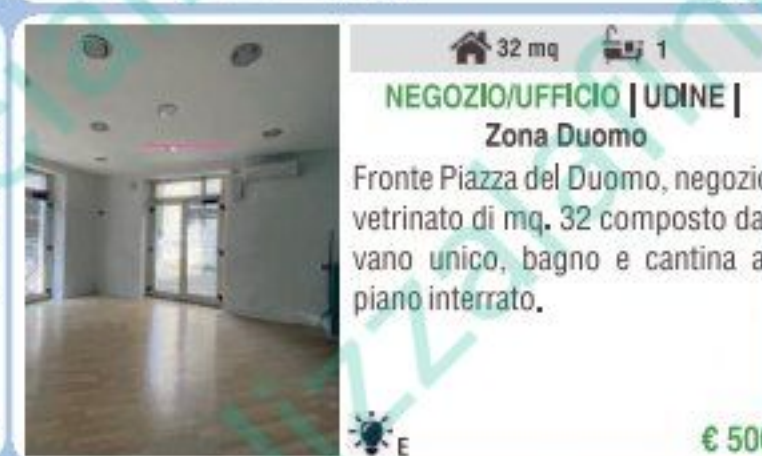 32 mq 1
NEGOZIO/UFFICIO | UDINE |
Zona Duomo
Fronte Piazza del Duomo, negozio
vetrinato di mq. 32 composto da
vano unico, bagno e cantina a
piano interrato.
E € 500